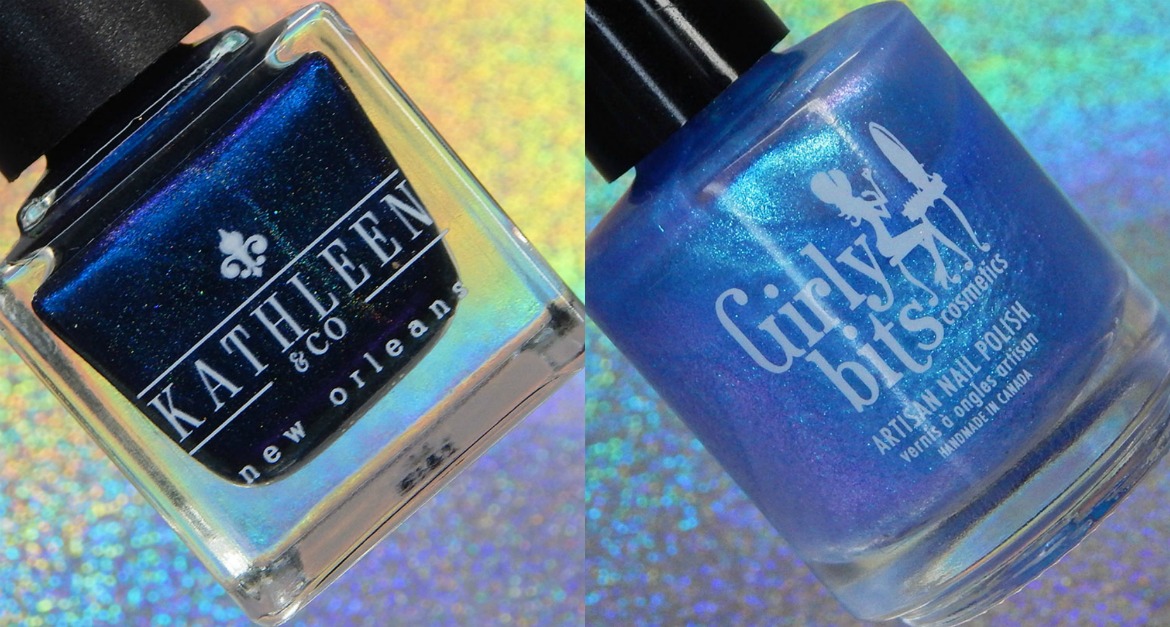 KATHLEEN
&CO
new orleans
Girly
bits
cosmetics
ARTISAN NAIL POLISH
vernis à ongles artisan
HANDMADE IN CANADA